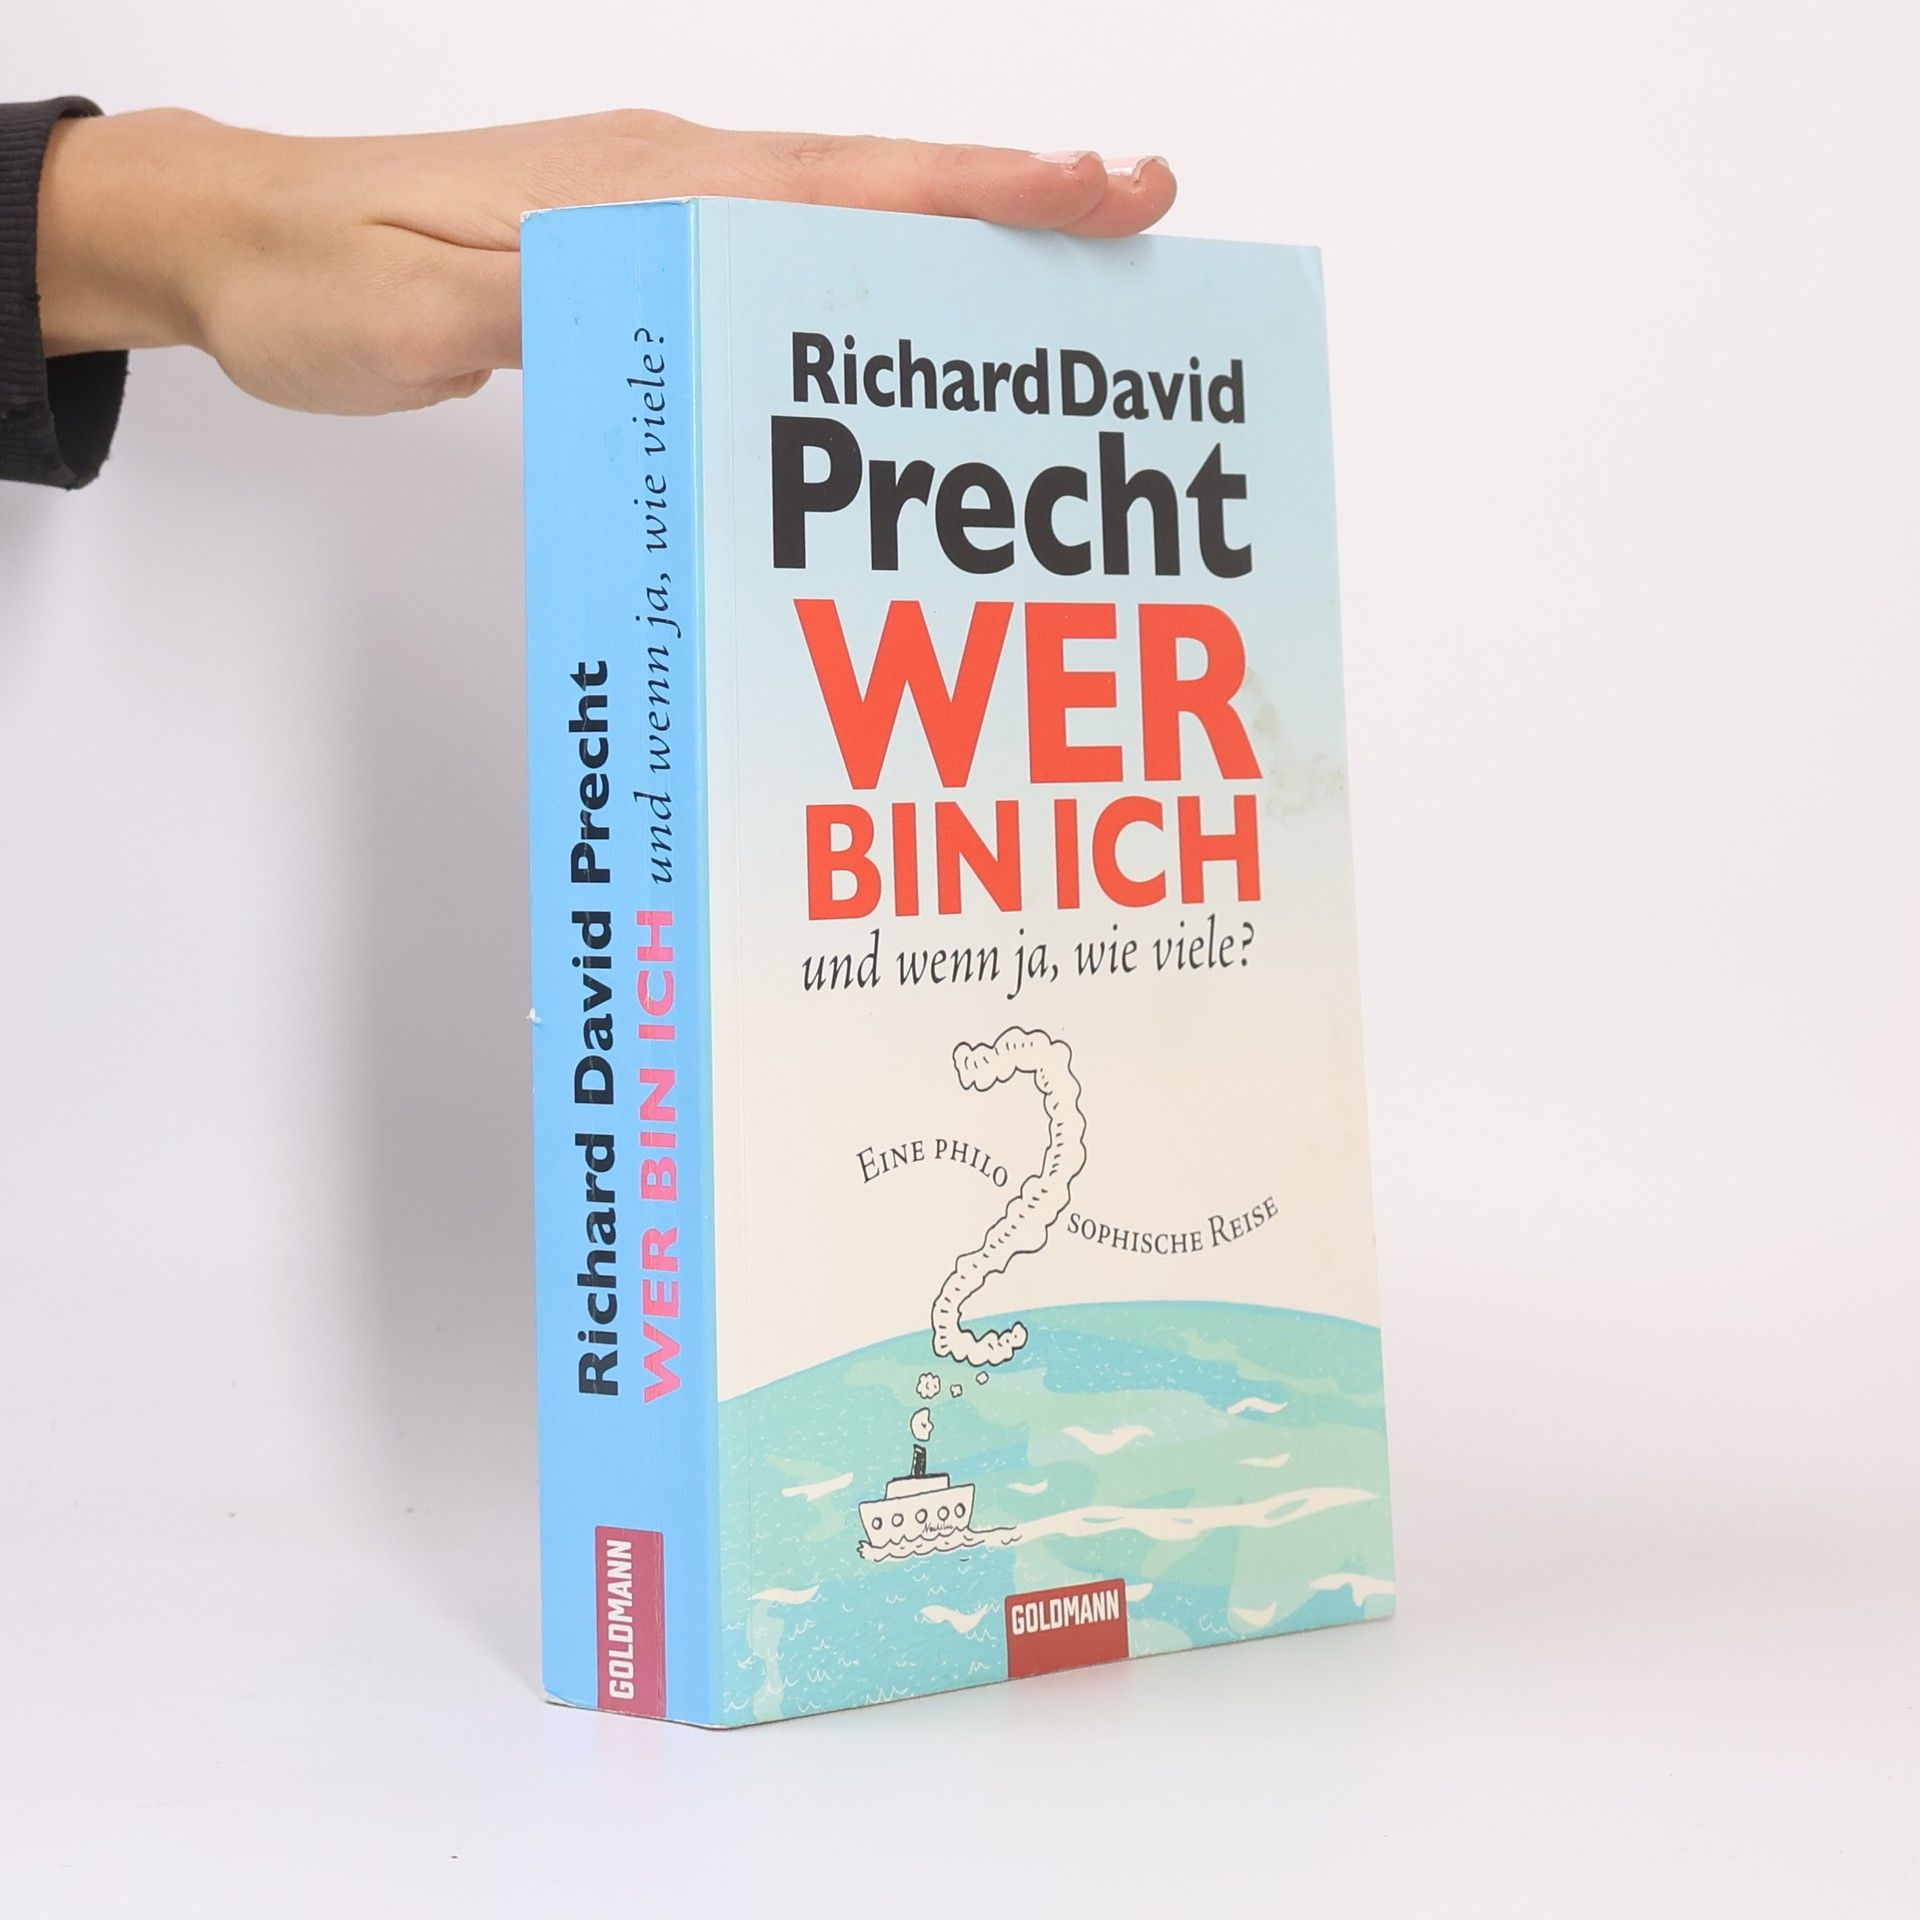 Richard David Precht
WER BIN ICH und wenn ja, wie viele?
GOLDMANN
Richard David
Precht
WER
BIN ICH
und wenn ja, wie viele?
EINE PHILO
SOPHISCHE REISE
GOLDMANN